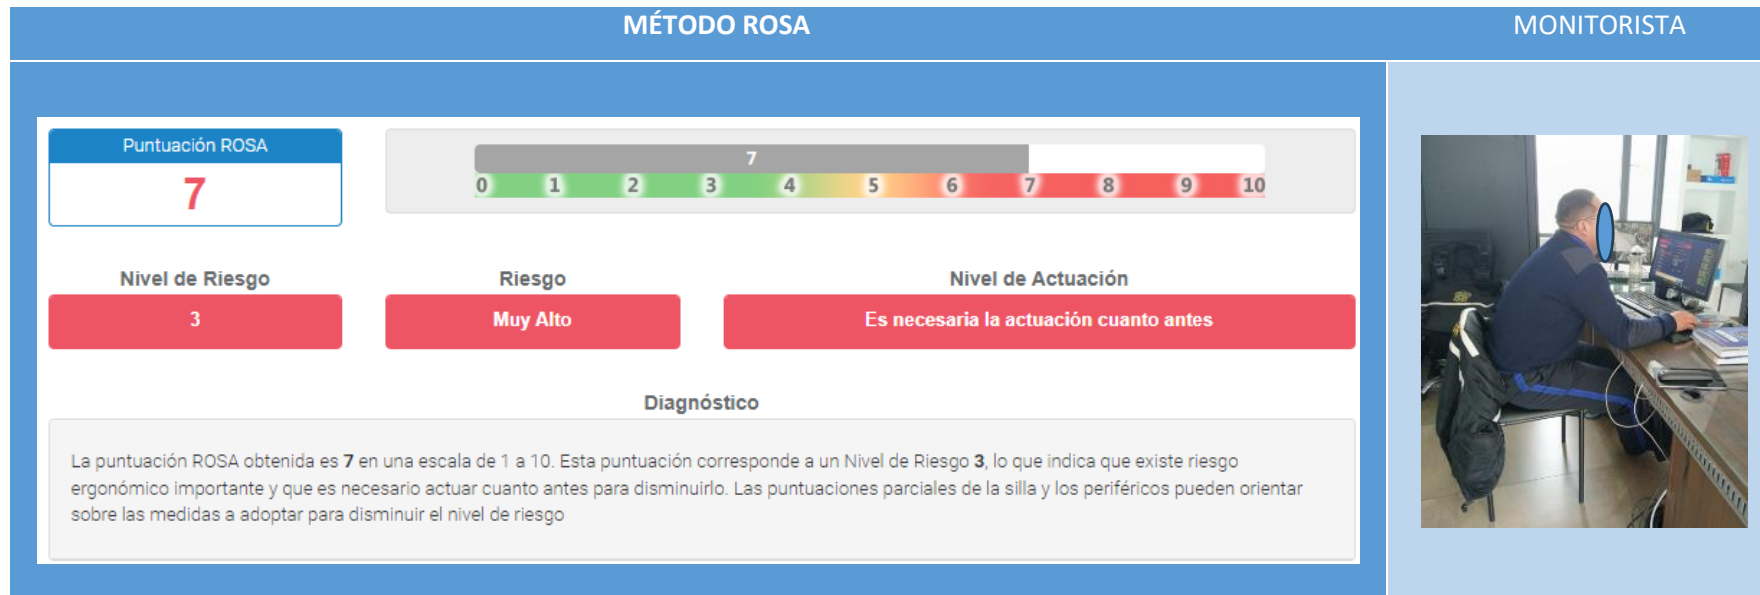 MÉTODO ROSA
MONITORISTA
Puntuación ROSA
7
7
0 1 2 3 4 5 6 7 8 9 10
Nivel de Riesgo
Riesgo
Nivel de Actuación
3
Muy Alto
Es necesaria la actuación cuanto antes
Diagnóstico
La puntuación ROSA obtenida es 7 en una escala de 1 a 10. Esta puntuación corresponde a un Nivel de Riesgo 3, lo que indica que existe riesgo
ergonómico importante y que es necesario actuar cuanto antes para disminuirlo. Las puntuaciones parciales de la silla y los periféricos pueden orientar
sobre las medidas a adoptar para disminuir el nivel de riesgo